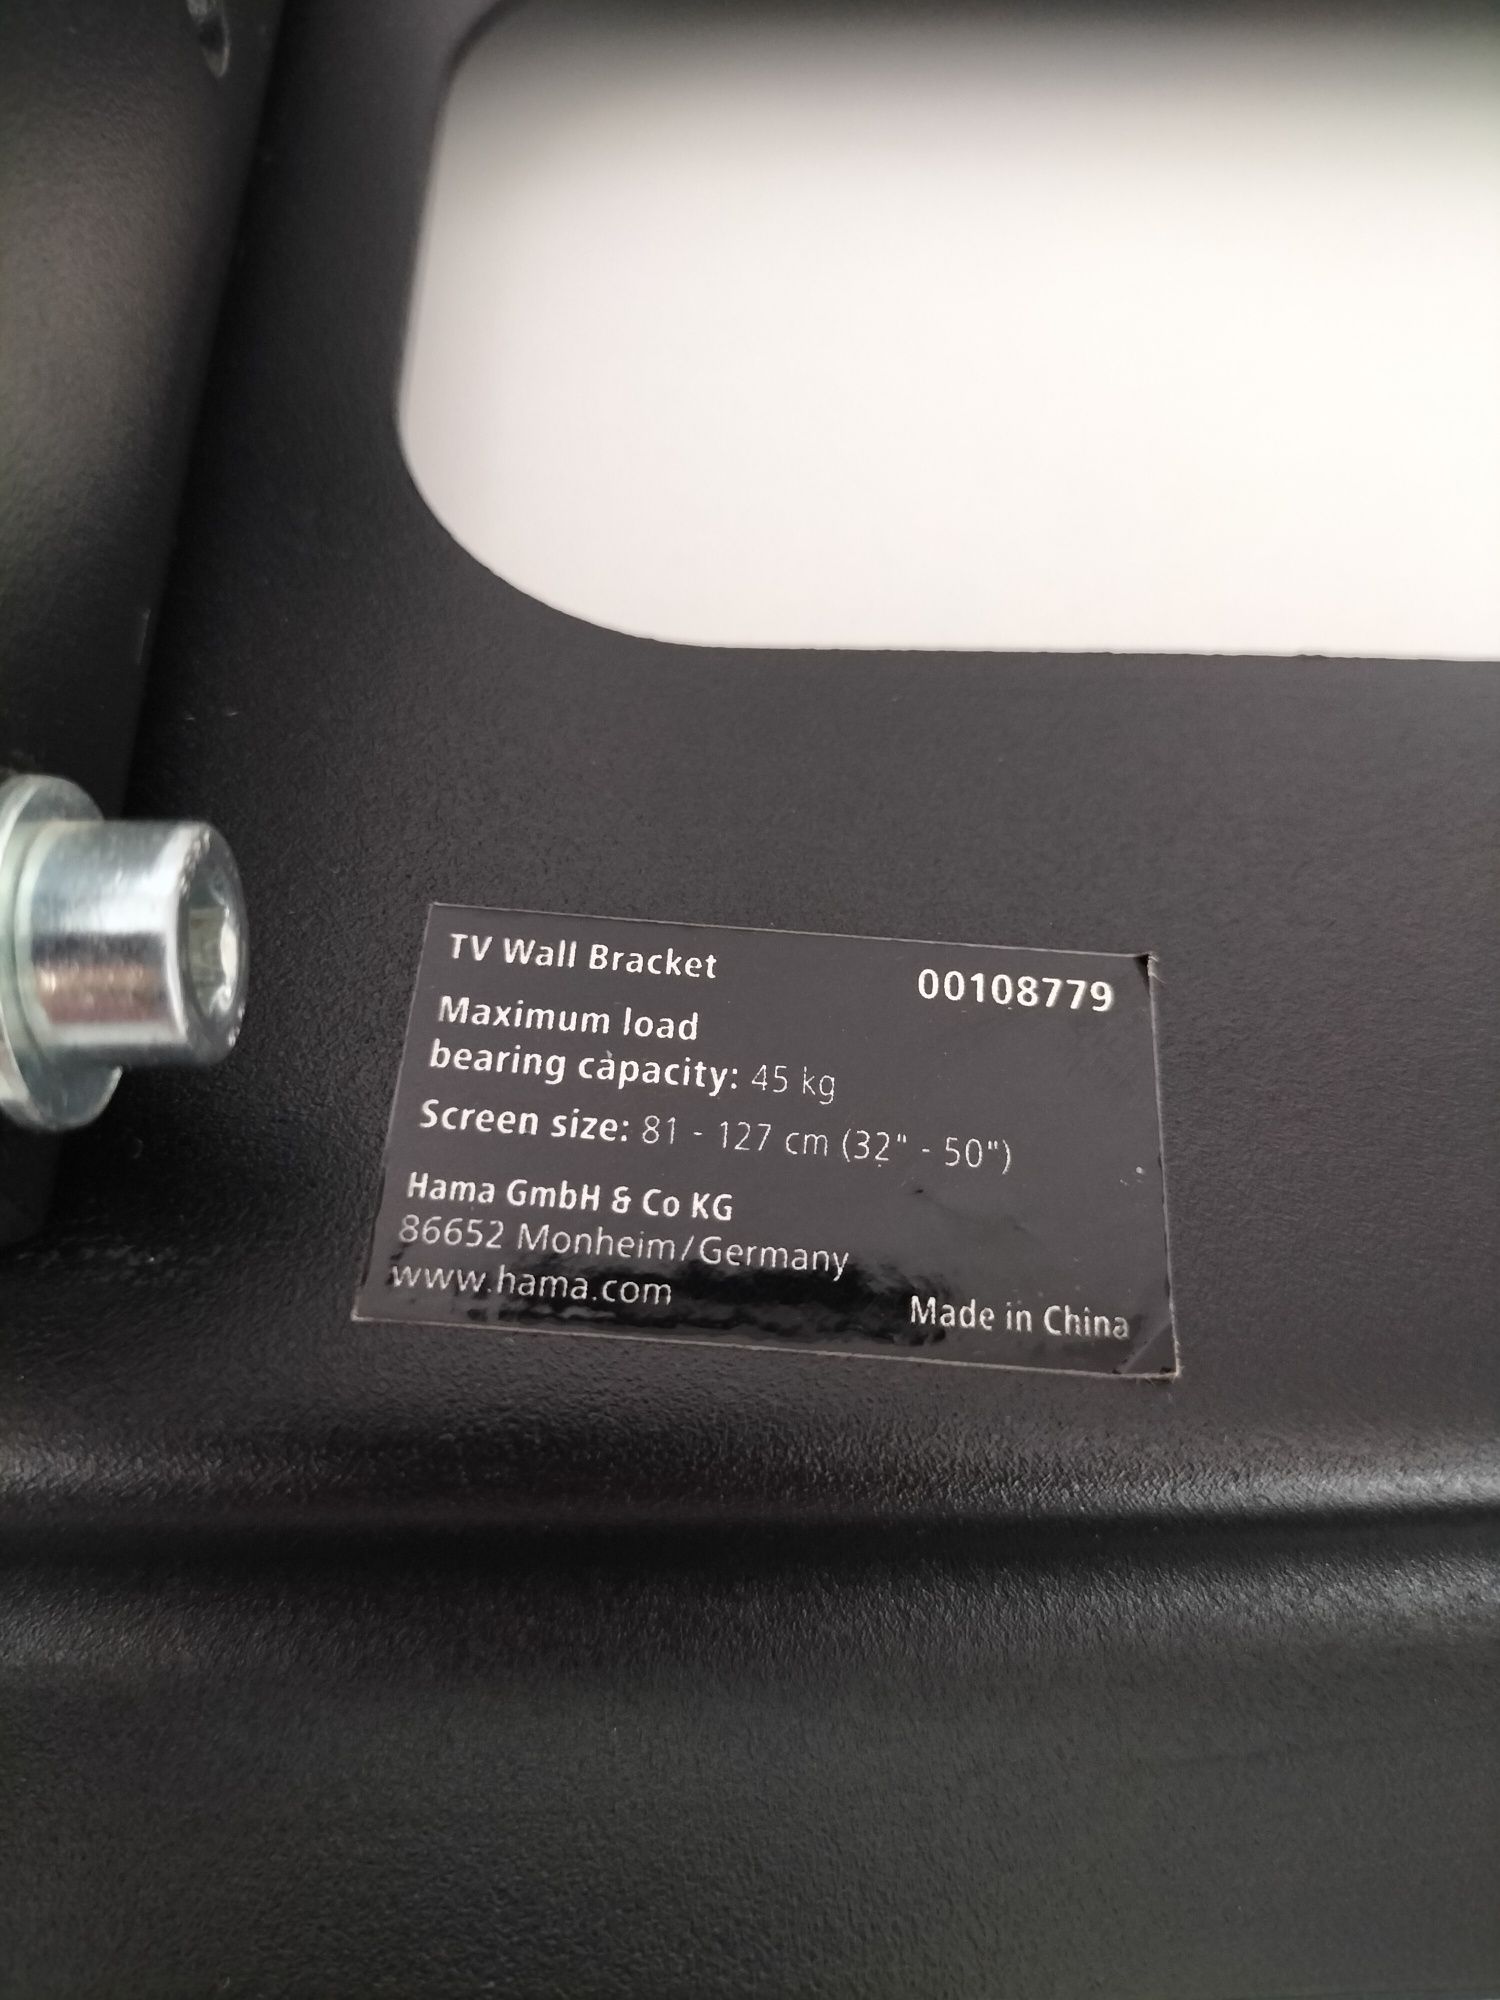 TV Wall Bracket 00108779
Maximum load
bearing capacity: 45 kg
Screen size: 81 - 127 cm (32" - 50")
Hama GmbH & Co KG
86652 Monheim/Germany
www.hama.com
Made in China